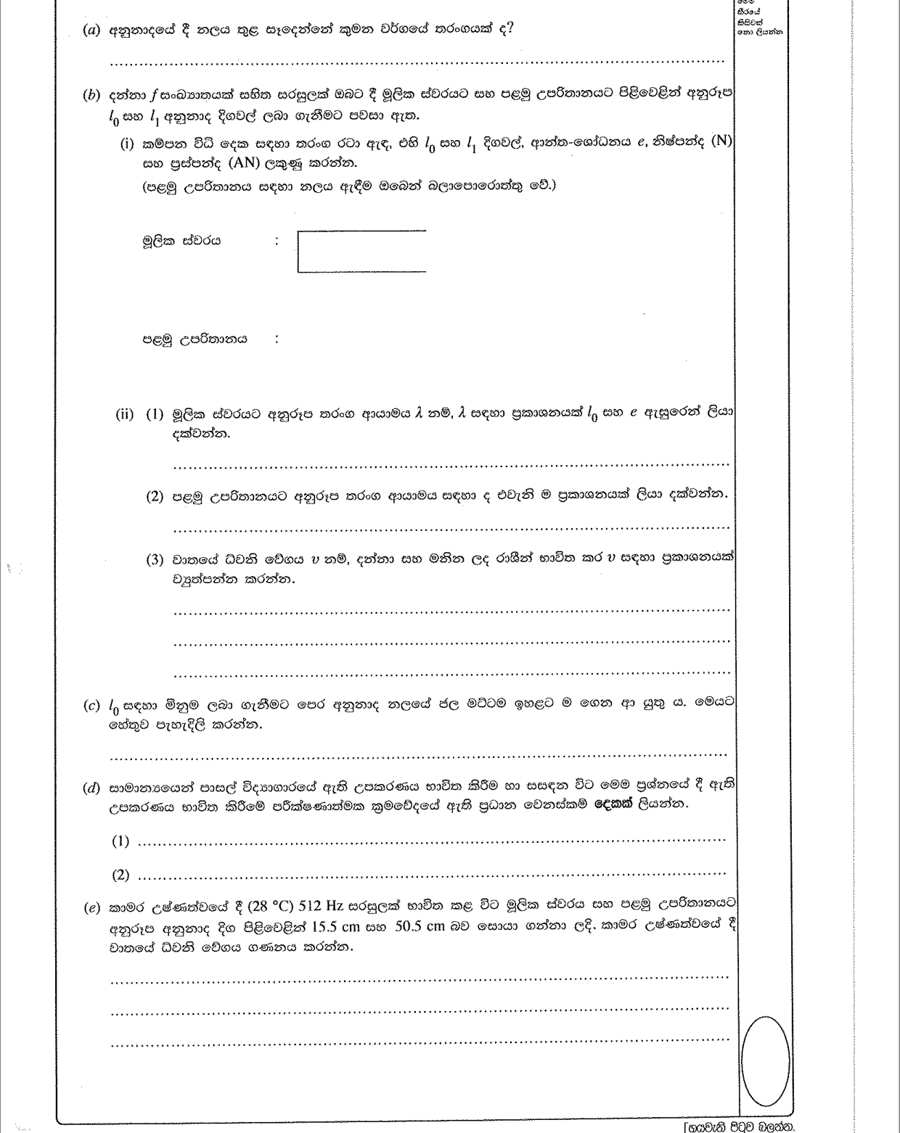 මෙම
තීරයේ
කිසිවක්
නො ලියන්න
(a) අනුනාදයේ දී නලය තුළ සෑදෙන්නේ කුමන වර්ගයේ තරංගයක් ද?
(b) දන්නා f සංඛ්‍යාතයක් සහිත සරසුලක් ඔබට දී මූලික ස්වරයට සහ පළමු උපරිතානයට පිළිවෙළින් අනුරූප
l₀ සහ l₁ අනුනාද දිගවල් ලබා ගැනීමට පවසා ඇත.
(i) කම්පන විධි දෙක සඳහා තරංග රටා ඇඳ, එහි l₀ සහ l₁ දිගවල්, ආන්ත-ශෝධනය e, නිෂ්පන්ද (N)
සහ ප්‍රස්පන්ද (AN) ලකුණු කරන්න.
(පළමු උපරිතානය සඳහා නලය ඇඳීම ඔබෙන් බලාපොරොත්තු වේ.)
මූලික ස්වරය :
පළමු උපරිතානය :
(ii) (1) මූලික ස්වරයට අනුරූප තරංග ආයාමය λ නම්, λ සඳහා ප්‍රකාශනයක් l₀ සහ e ඇසුරෙන් ලියා
දක්වන්න.
(2) පළමු උපරිතානයට අනුරූප තරංග ආයාමය සඳහා ද එවැනි ම ප්‍රකාශනයක් ලියා දක්වන්න.
(3) වාතයේ ධ්වනි වේගය v නම්, දන්නා සහ මනින ලද රාශීන් භාවිත කර v සඳහා ප්‍රකාශනයක්
ව්‍යුත්පන්න කරන්න.
(c) l₀ සඳහා මිනුම ලබා ගැනීමට පෙර අනුනාද නලයේ ජල මට්ටම ඉහළට ම ගෙන ආ යුතු ය. මෙයට
හේතුව පැහැදිලි කරන්න.
(d) සාමාන්‍යයෙන් පාසල් විද්‍යාගාරයේ ඇති උපකරණය භාවිත කිරීම හා සසඳන විට මෙම ප්‍රශ්නයේ දී ඇති
උපකරණය භාවිත කිරීමේ පරීක්ෂණාත්මක ක්‍රමවේදයේ ඇති ප්‍රධාන වෙනස්කම් දෙකක් ලියන්න.
(1)
(2)
(e) කාමර උෂ්ණත්වයේ දී (28 °C) 512 Hz සරසුලක් භාවිත කළ විට මූලික ස්වරය සහ පළමු උපරිතානයට
අනුරූප අනුනාද දිග පිළිවෙළින් 15.5 cm සහ 50.5 cm බව සොයා ගන්නා ලදි. කාමර උෂ්ණත්වයේ දී
වාතයේ ධ්වනි වේගය ගණනය කරන්න.
[හයවැනි පිටුව බලන්න.